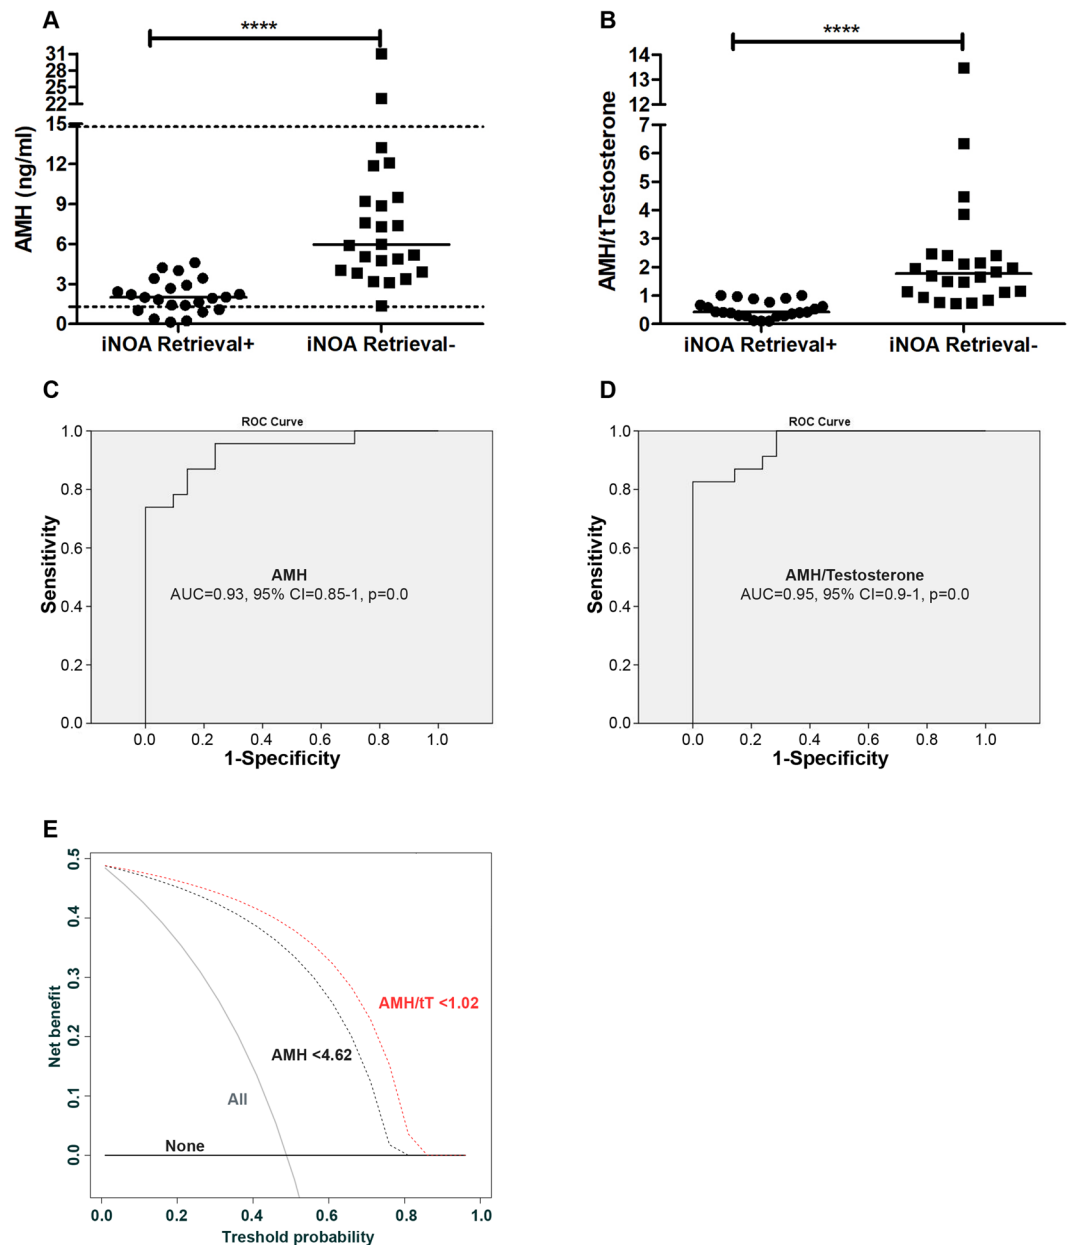 A
****
AMH (ng/ml)
31
28
25
22
15
12
9
6
3
0
iNOA Retrieval+
iNOA Retrieval-
B
****
AMH/tTestosterone
14
13
12
7
6
5
4
3
2
1
0
iNOA Retrieval+
iNOA Retrieval-
C
ROC Curve
Sensitivity
1.0
0.8
0.6
0.4
0.2
0.0
AMH
AUC=0.93, 95% CI=0.85-1, p=0.0
0.0 0.2 0.4 0.6 0.8 1.0
1-Specificity
D
ROC Curve
Sensitivity
1.0
0.8
0.6
0.4
0.2
0.0
AMH/Testosterone
AUC=0.95, 95% CI=0.9-1, p=0.0
0.0 0.2 0.4 0.6 0.8 1.0
1-Specificity
E
Net benefit
0.5
0.4
0.3
0.2
0.1
0.0
AMH/tT <1.02
AMH <4.62
All
None
0.0 0.2 0.4 0.6 0.8 1.0
Treshold probability